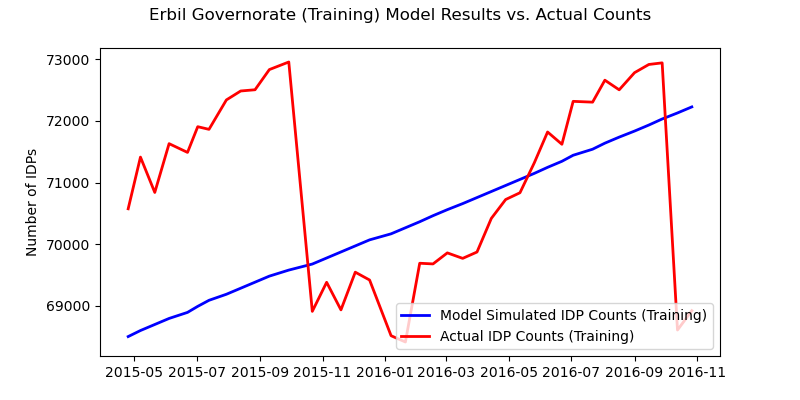 Erbil Governorate (Training) Model Results vs. Actual Counts
73000
72000
71000
70000
69000
Number of IDPs
Model Simulated IDP Counts (Training)
Actual IDP Counts (Training)
2015-05 2015-07 2015-09 2015-11 2016-01 2016-03 2016-05 2016-07 2016-09 2016-11